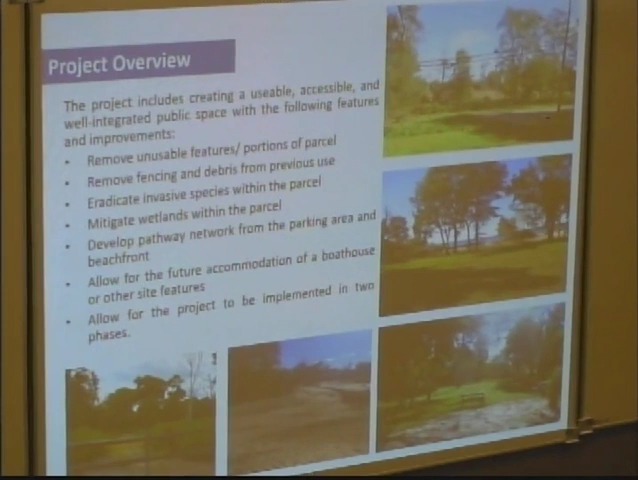 Project Overview
The project includes creating a useable, accessible, and
well-integrated public space with the following features
and improvements:
• Remove unusable features/ portions of parcel
• Remove fencing and debris from previous use
• Eradicate invasive species within the parcel
• Mitigate wetlands within the parcel
• Develop pathway network from the parking area and
beachfront
• Allow for the future accommodation of a boathouse
or other site features
• Allow for the project to be implemented in two
phases.